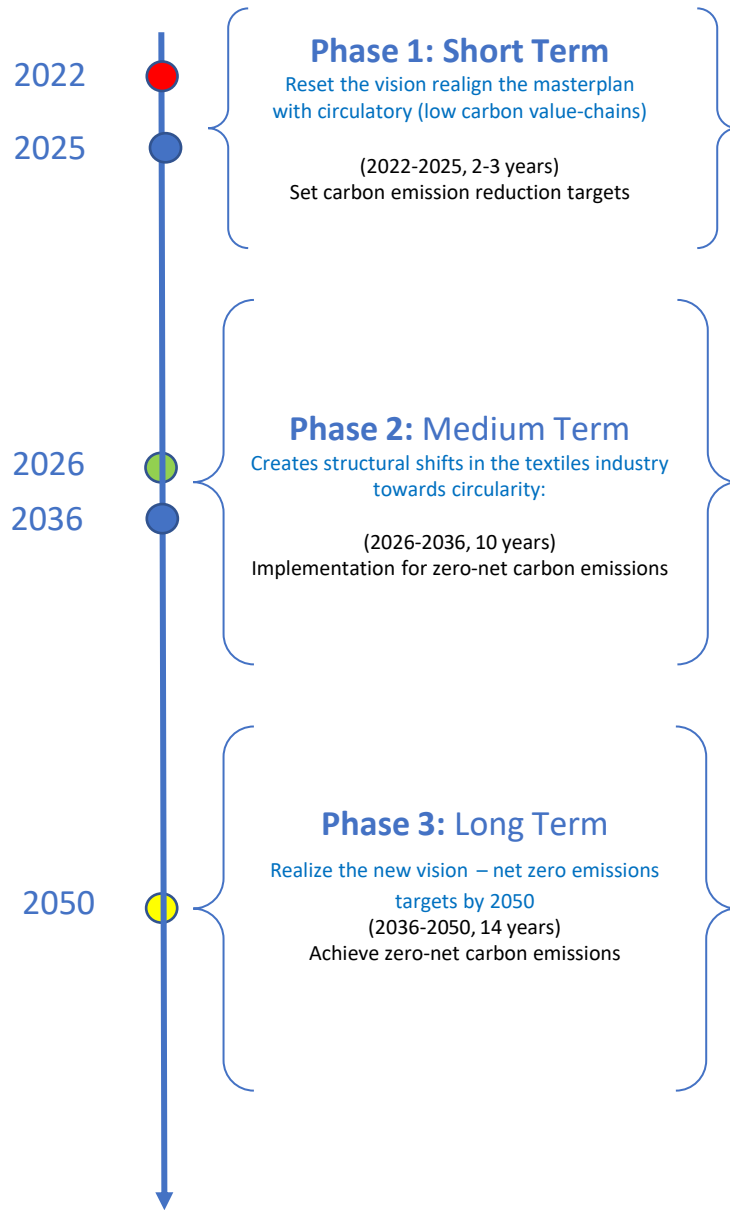 2022
2025
Phase 1: Short Term
Reset the vision realign the masterplan
with circulatory (low carbon value-chains)
(2022-2025, 2-3 years)
Set carbon emission reduction targets
2026
2036
Phase 2: Medium Term
Creates structural shifts in the textiles industry
towards circularity:
(2026-2036, 10 years)
Implementation for zero-net carbon emissions
2050
Phase 3: Long Term
Realize the new vision – net zero emissions
targets by 2050
(2036-2050, 14 years)
Achieve zero-net carbon emissions